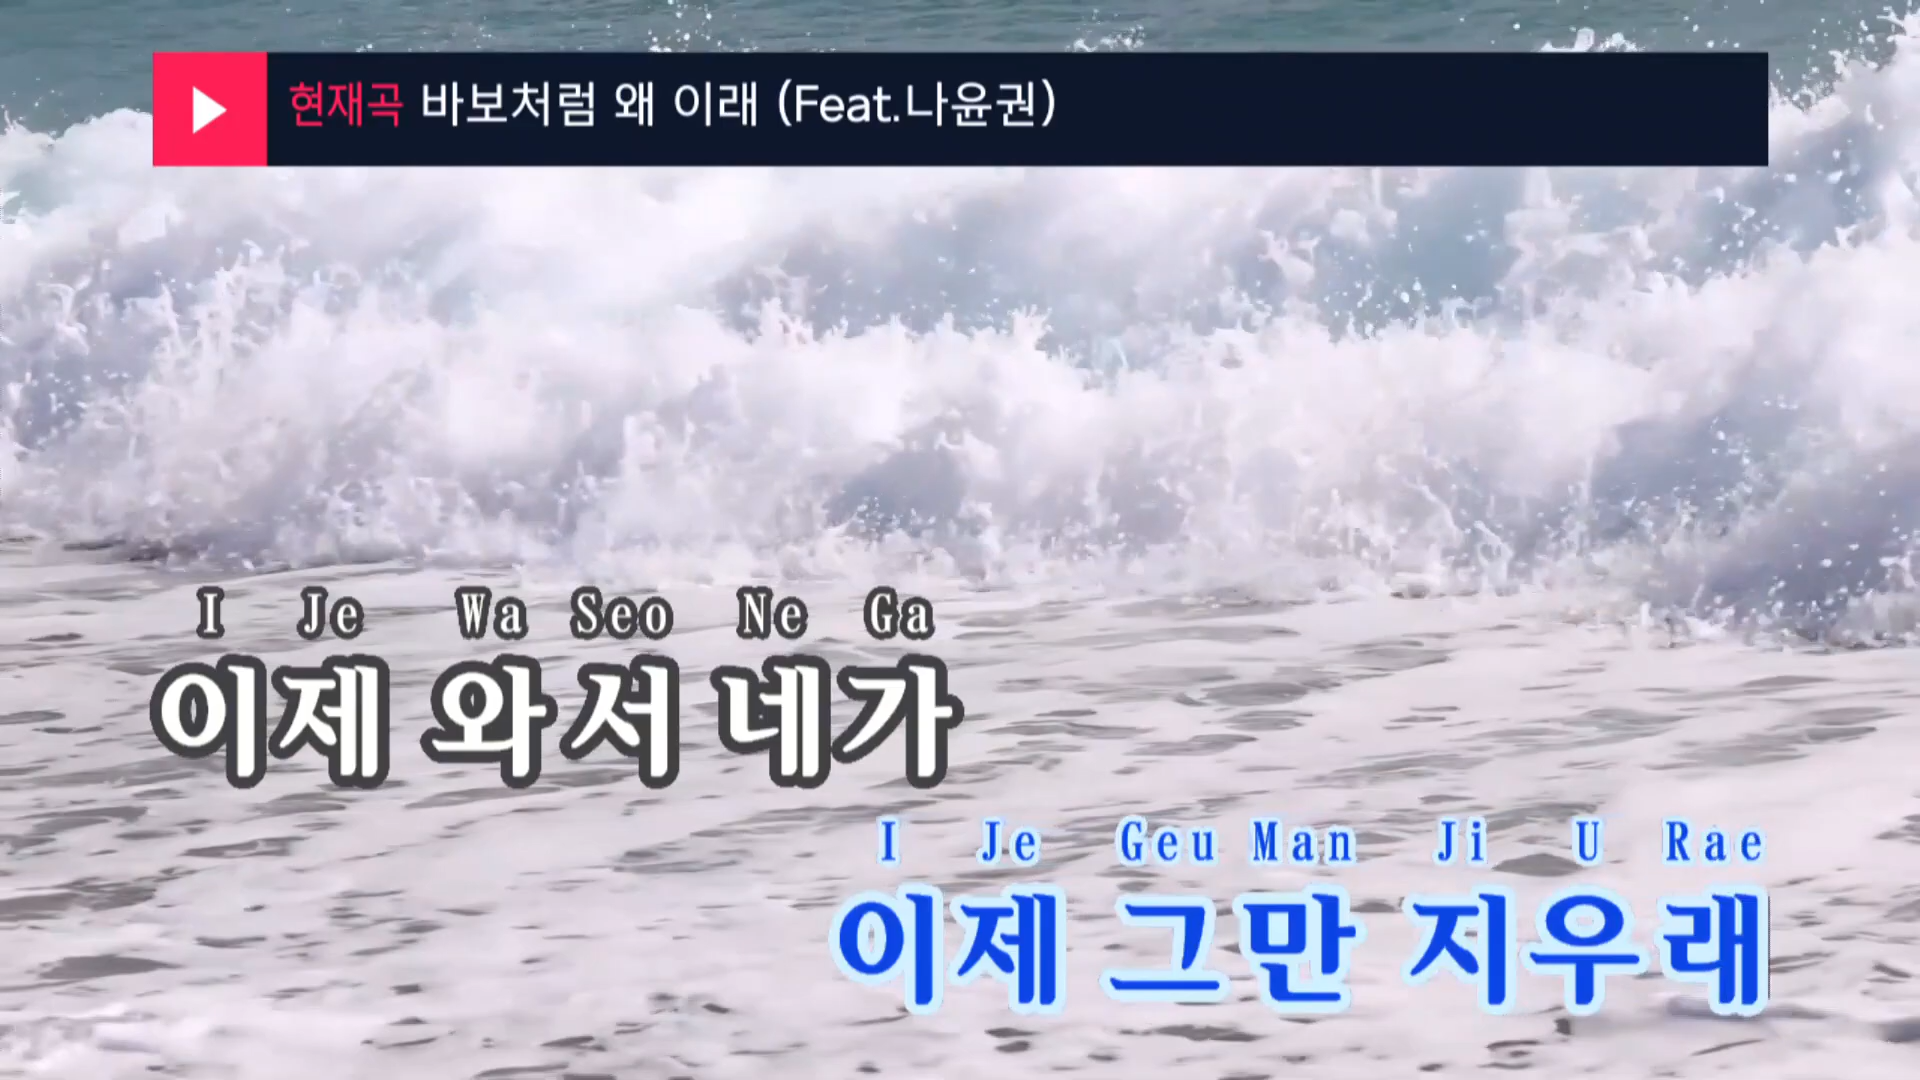 현재곡 바보처럼 왜 이래 (Feat.나윤권)
I Je Wa Seo Ne Ga
이제 와서 네가
I Je Geu Man Ji U Rae
이제 그만 지우래